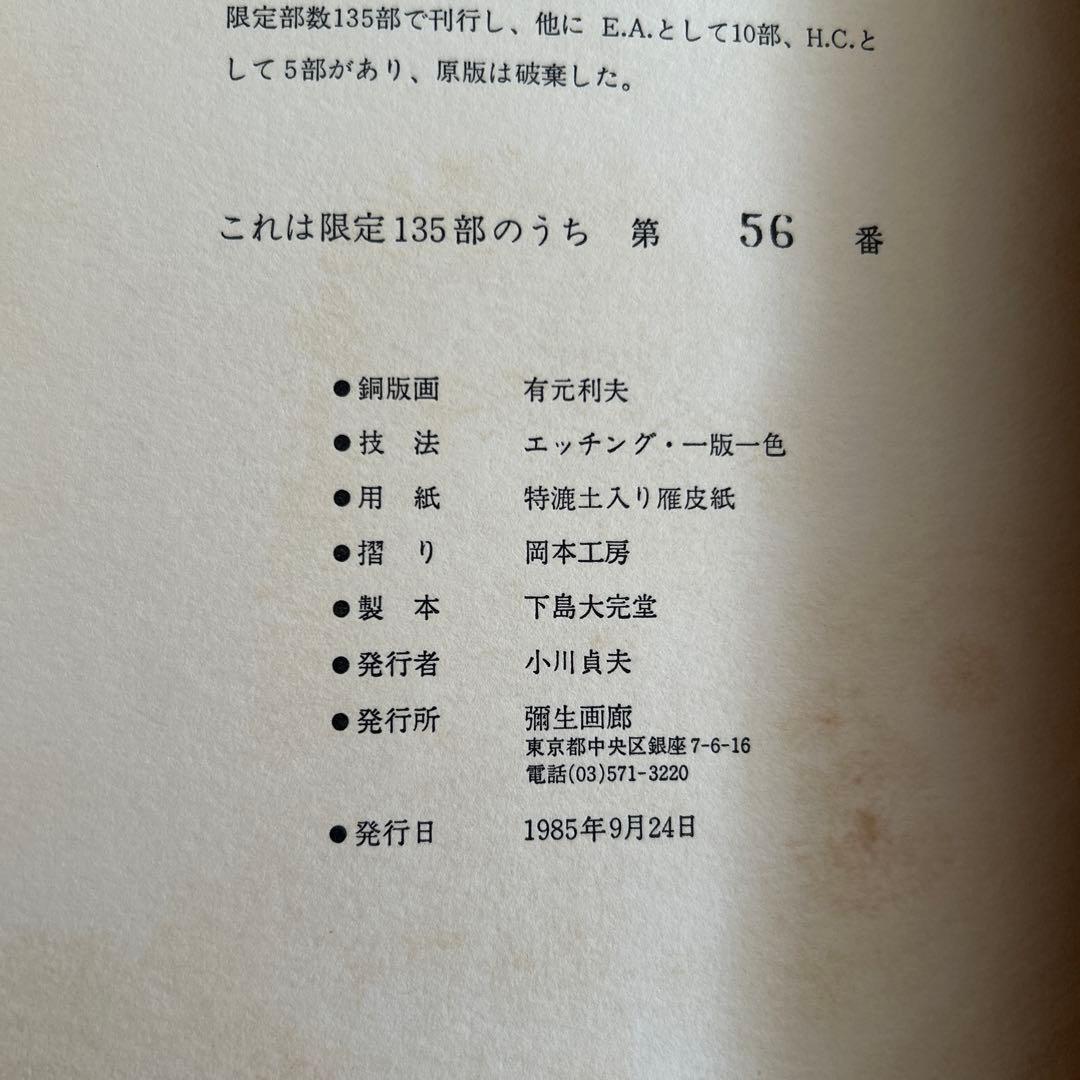 限定部数135部で刊行し、他に E.A.として10部、H.C.と
して5部があり、原版は破棄した。
これは限定135部のうち 第 56 番
●銅版画 有元利夫
●技 法 エッチング・一版一色
●用 紙 特漉土入り雁皮紙
●摺 り 岡本工房
●製 本 下島大完堂
●発行者 小川貞夫
●発行所 彌生画廊
東京都中央区銀座7-6-16
電話(03)571-3220
●発行日 1985年9月24日